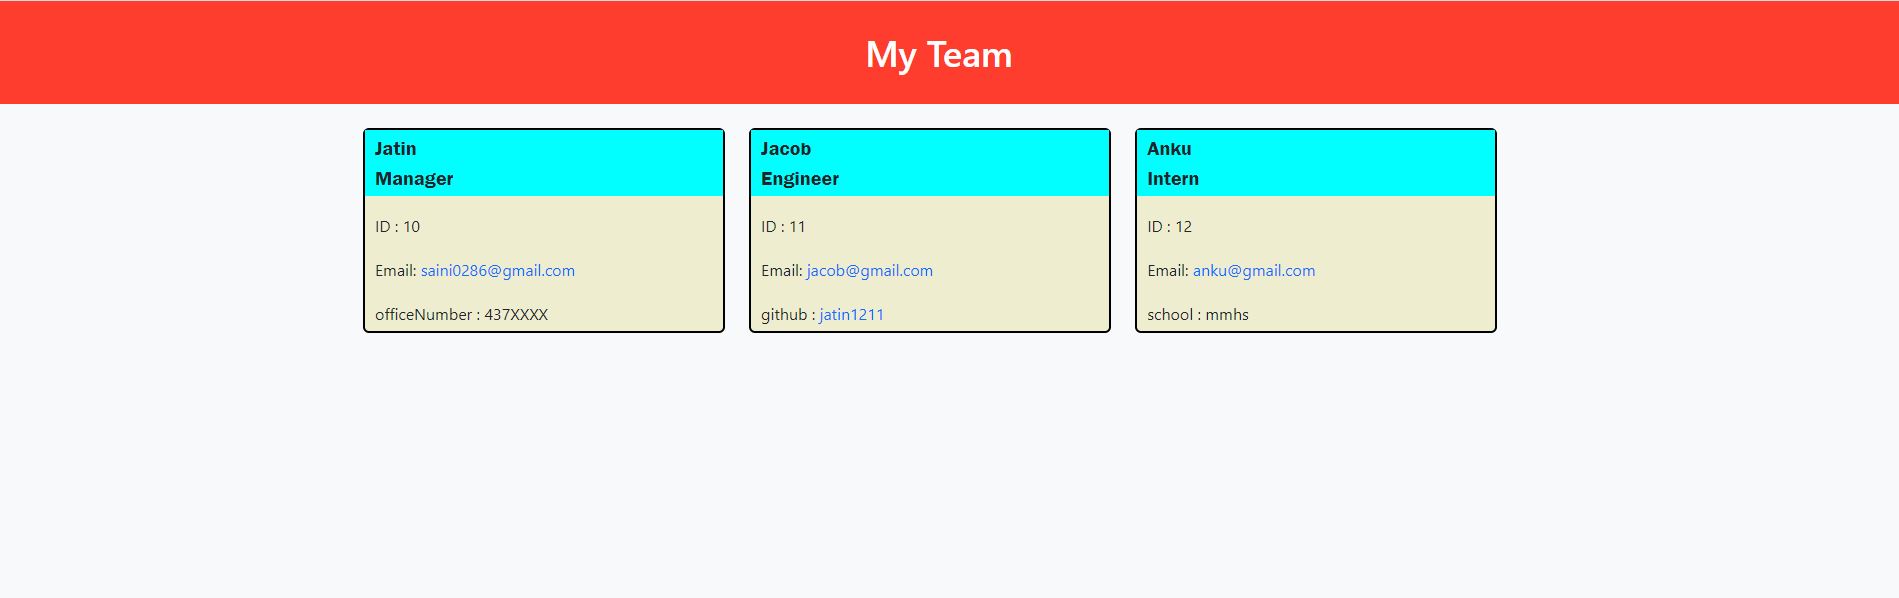 My Team
Jatin
Manager
ID : 10
Email: saini0286@gmail.com
officeNumber : 437XXXX
Jacob
Engineer
ID : 11
Email: jacob@gmail.com
github : jatin1211
Anku
Intern
ID : 12
Email: anku@gmail.com
school : mmhs